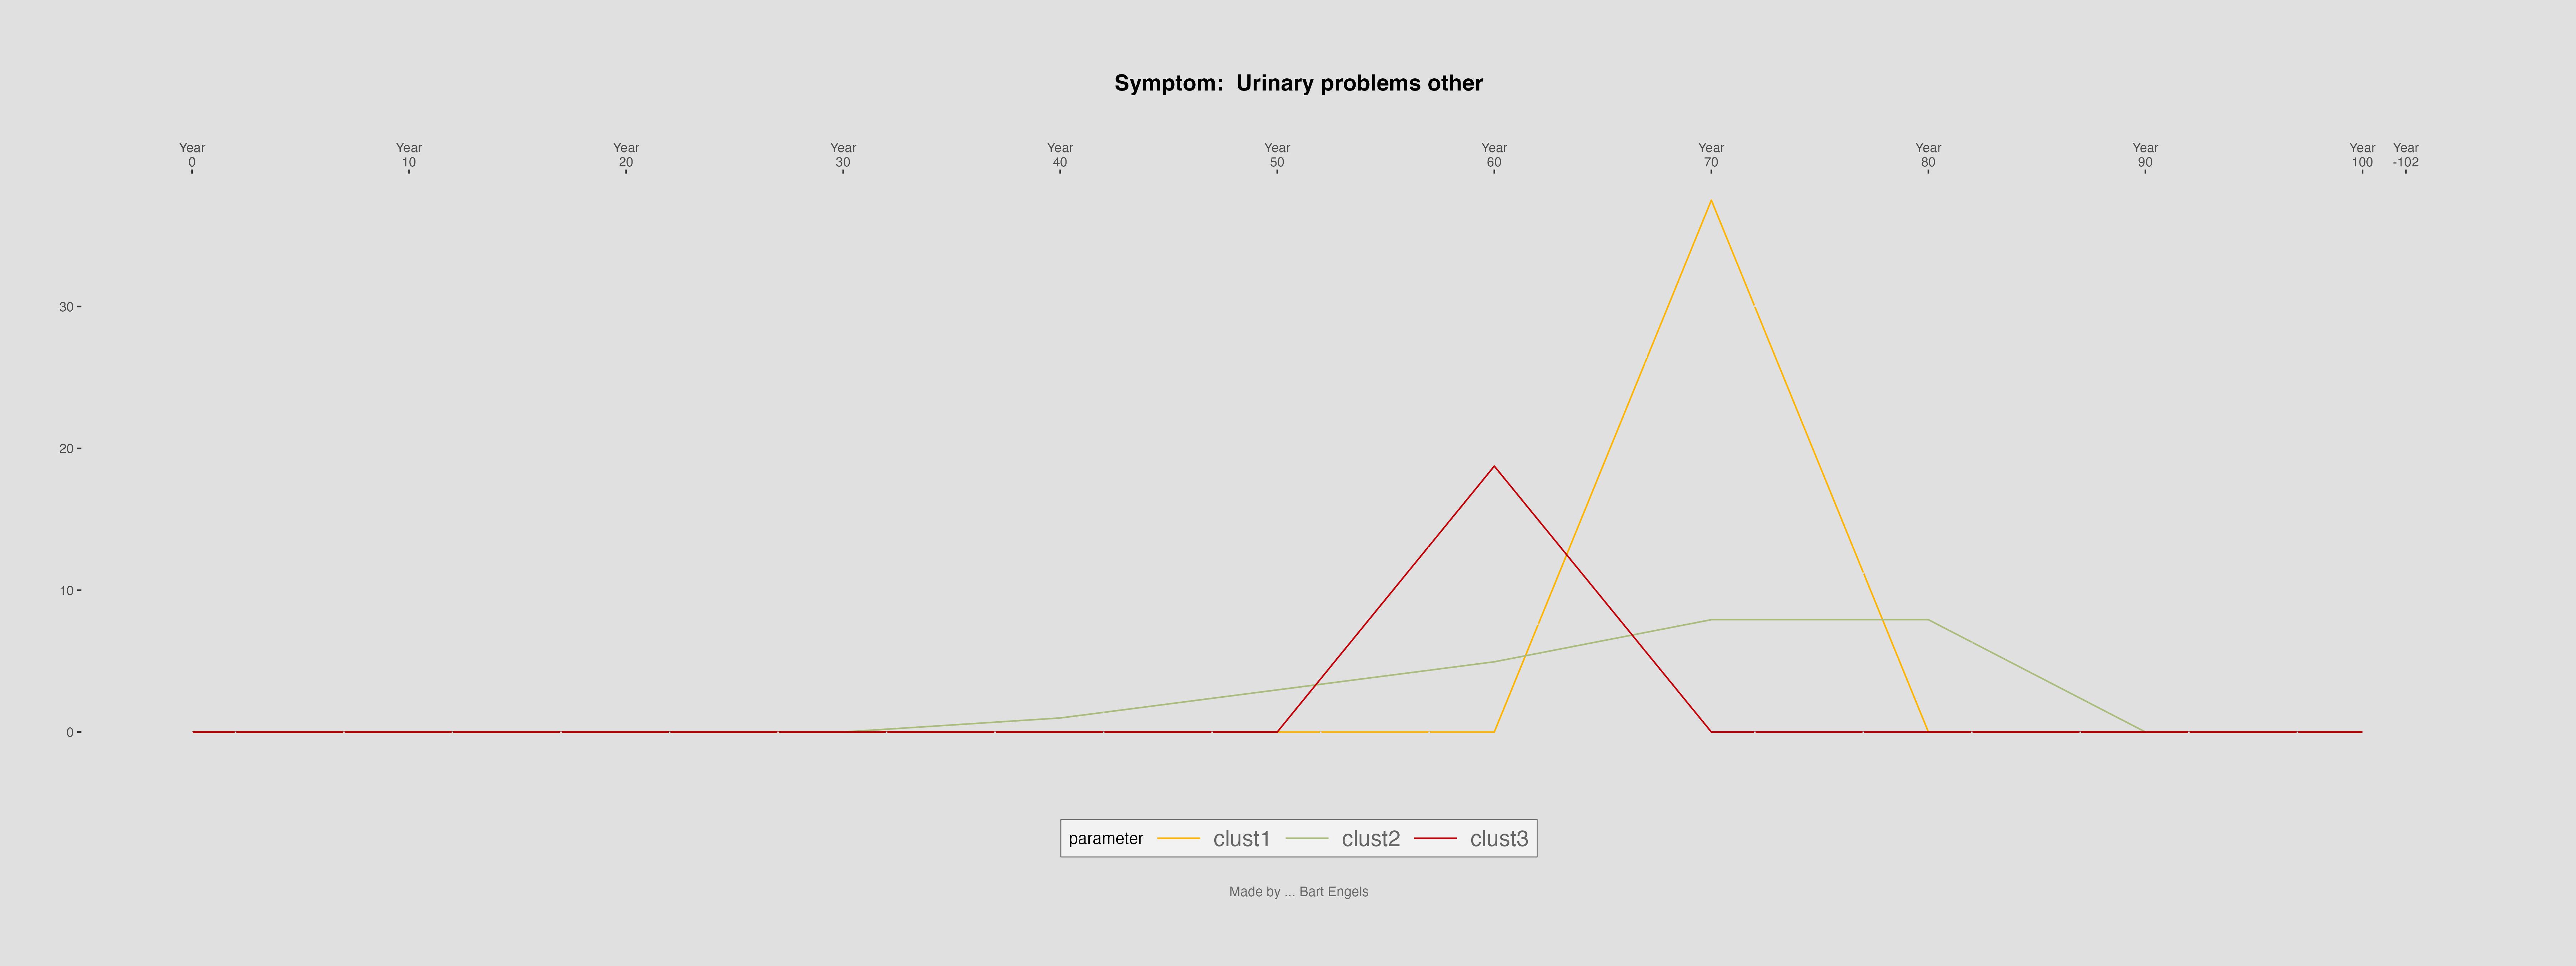 Symptom:  Urinary problems other
Year Year Year Year Year Year Year Year Year Year Year Year
0 10 20 30 40 50 60 70 80 90 100 -102
30
20
10
0
parameter clust1 clust2 clust3
Made by ... Bart Engels